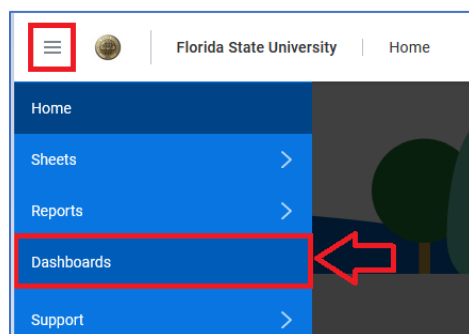 Florida State University Home
Home
Sheets
Reports
Dashboards
Support